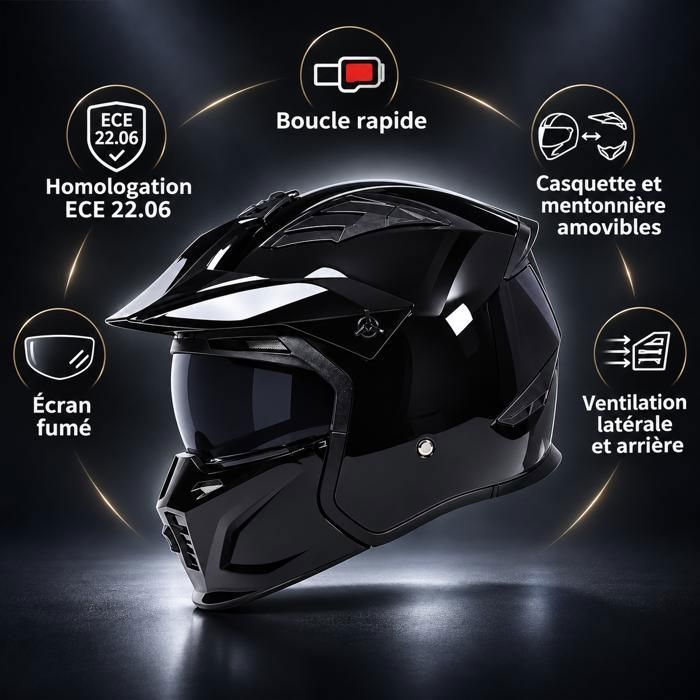 Boucle rapide
ECE
22.06
Homologation
ECE 22.06
Casquette et
mentonnière
amovibles
Écran
fumé
Ventilation
latérale
et arrière